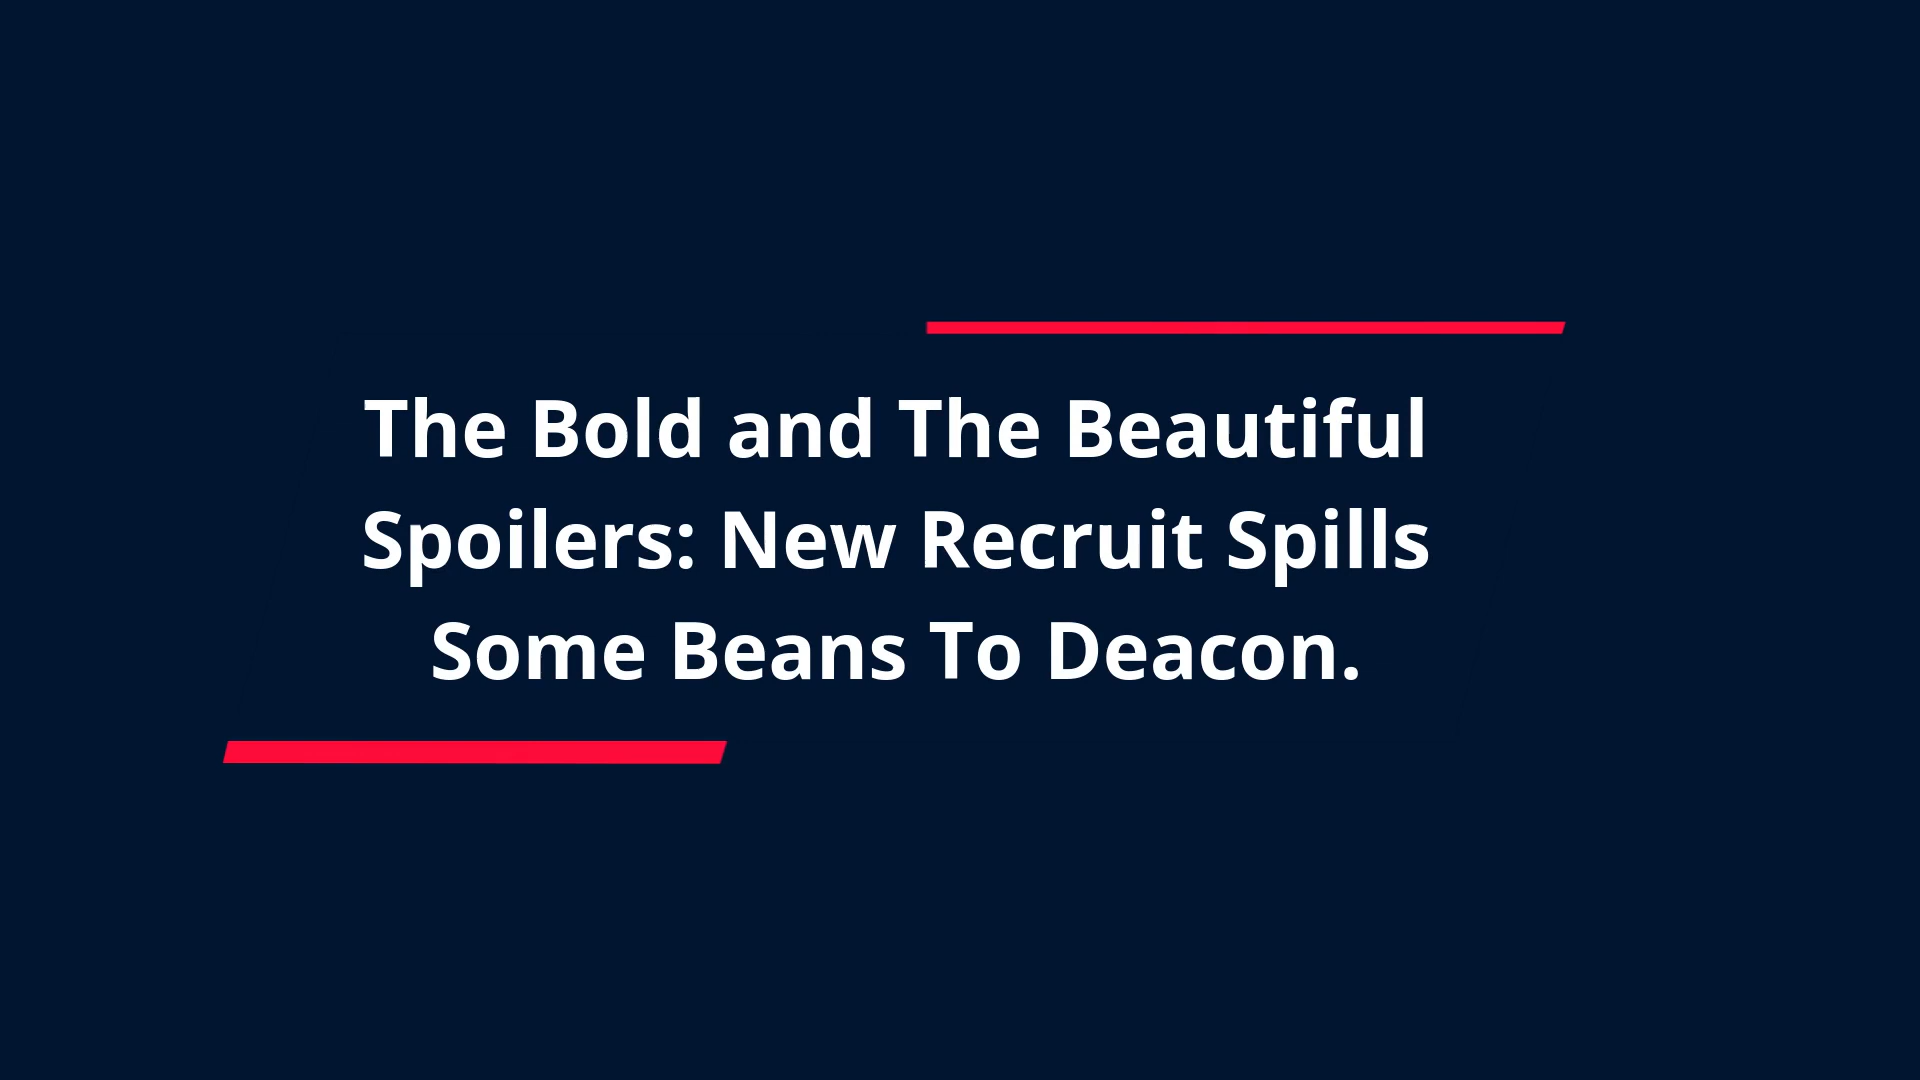 The Bold and The Beautiful
Spoilers: New Recruit Spills
Some Beans To Deacon.